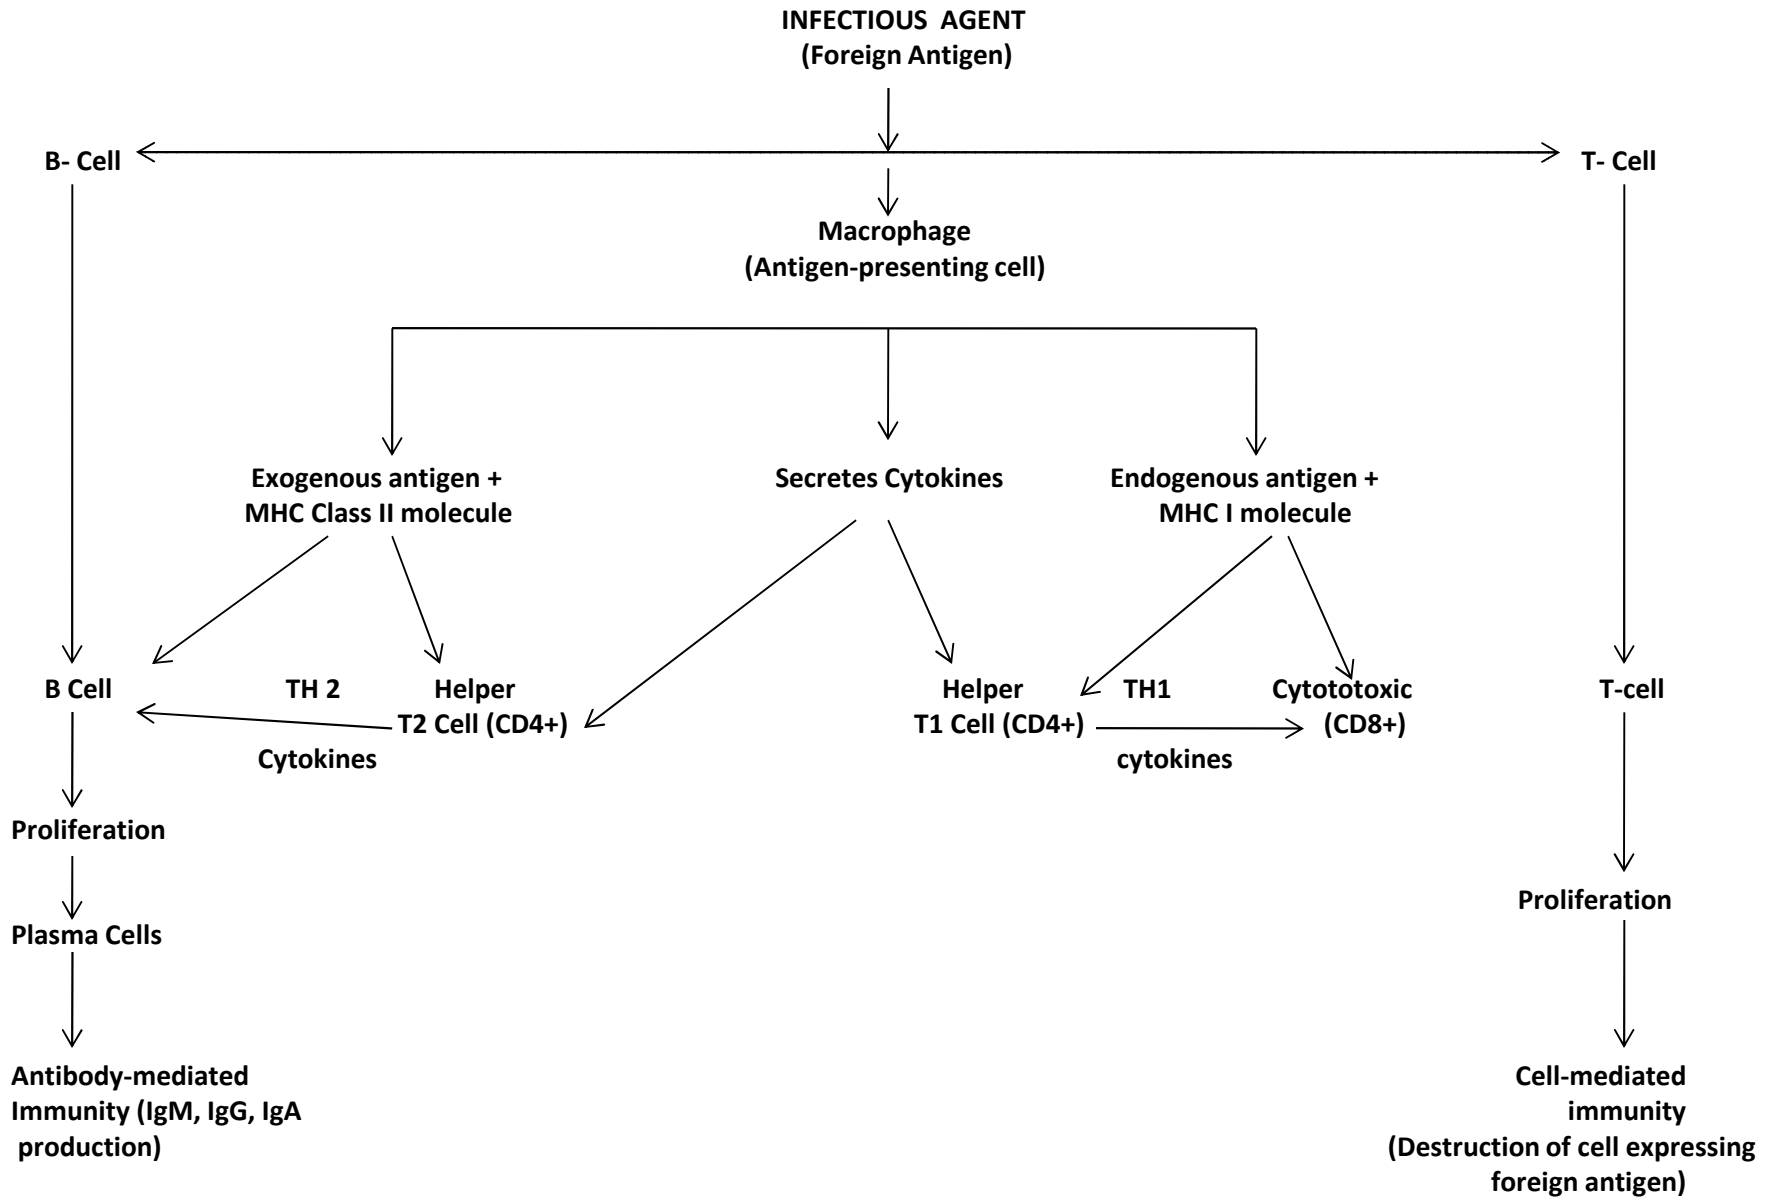 INFECTIOUS AGENT
(Foreign Antigen)
B- Cell
T- Cell
Macrophage
(Antigen-presenting cell)
Exogenous antigen +
MHC Class II molecule
Secretes Cytokines
Endogenous antigen +
MHC I molecule
B Cell
TH 2
Helper
T2 Cell (CD4+)
Cytokines
Helper
T1 Cell (CD4+)
TH1
cytokines
Cytototoxic
(CD8+)
T-cell
Proliferation
Plasma Cells
Antibody-mediated
Immunity (IgM, IgG, IgA
production)
Proliferation
Cell-mediated
immunity
(Destruction of cell expressing
foreign antigen)